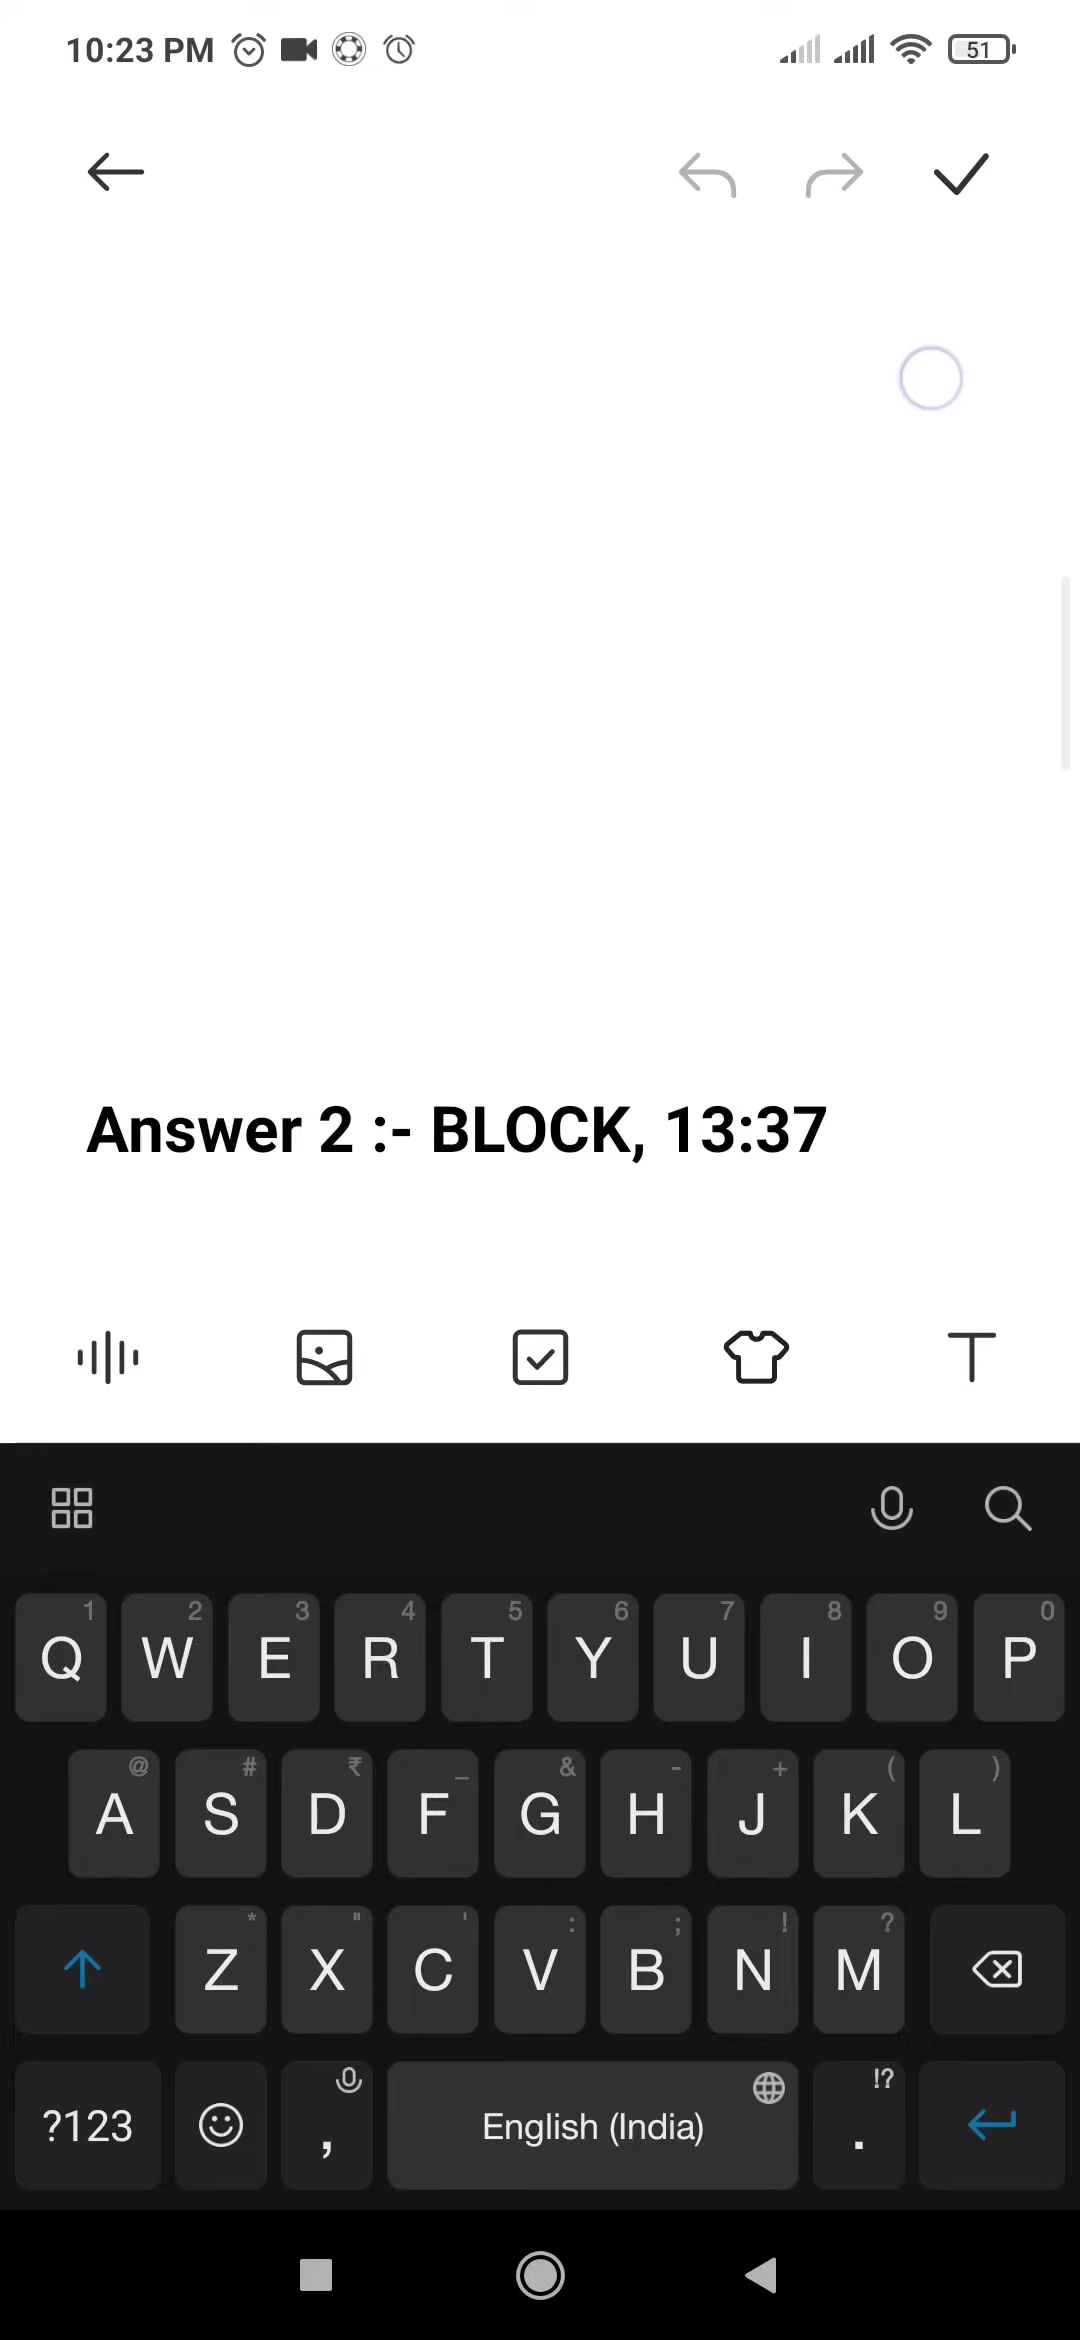 10:23 PM 51
Answer 2 :- BLOCK, 13:37
1 2 3 4 5 6 7 8 9 0
Q W E R T Y U I O P
@ # ₹ _ & - + ( )
A S D F G H J K L
* " ' : ; ! ?
Z X C V B N M
!?
?123 , English (India) .